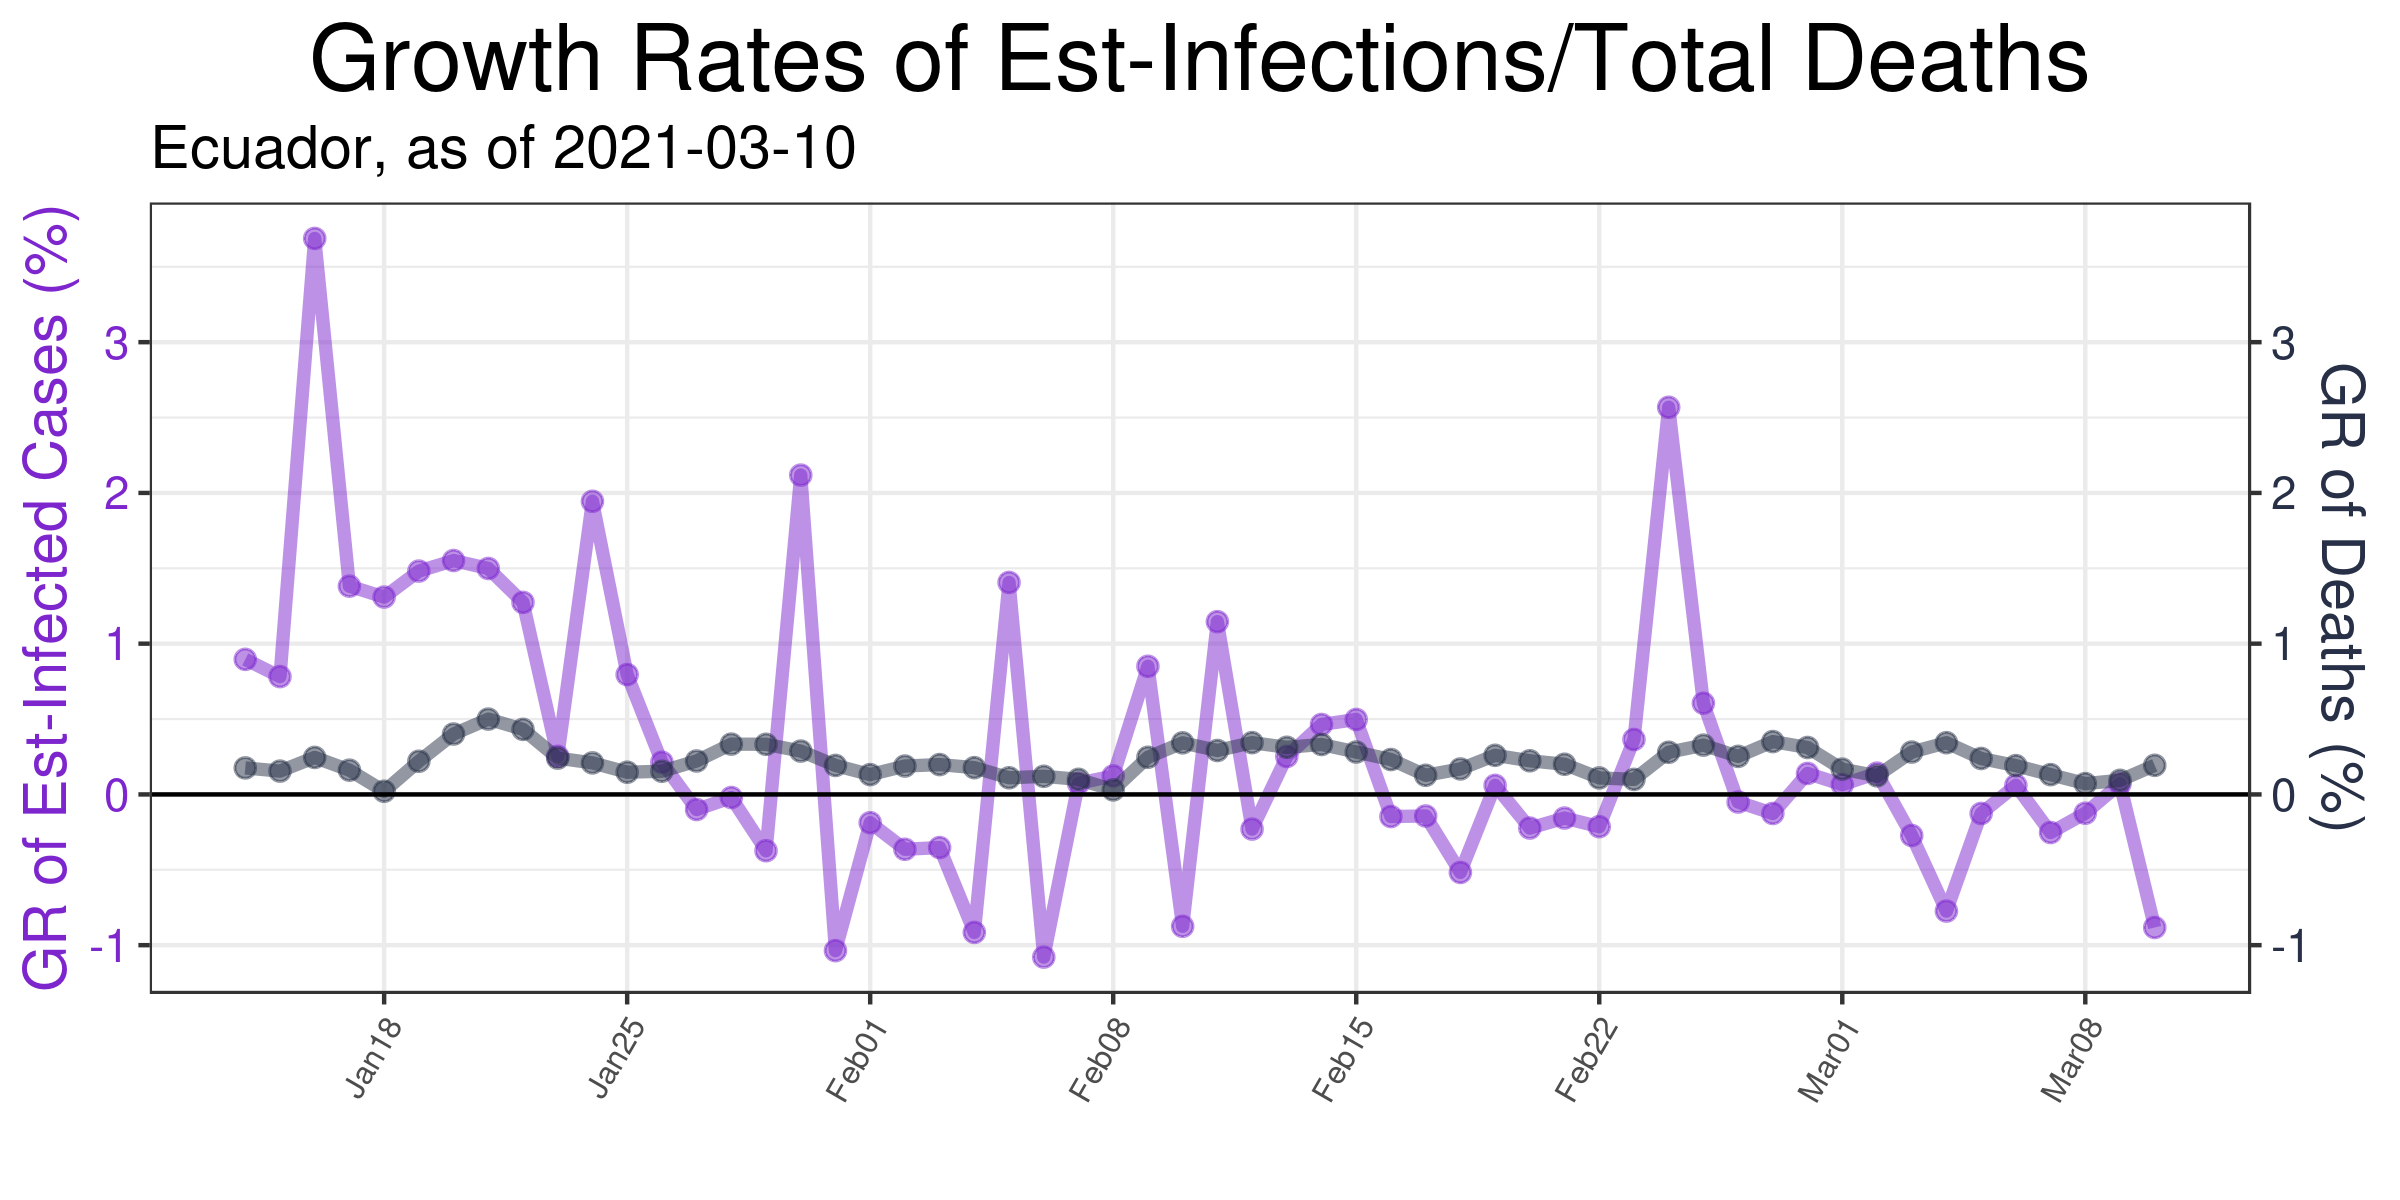 Growth Rates of Est-Infections/Total Deaths
Ecuador, as of 2021-03-10
GR of Est-Infected Cases (%)
3
2
1
0
-1
3
2
1
0
-1
GR of Deaths (%)
Jan18
Jan25
Feb01
Feb08
Feb15
Feb22
Mar01
Mar08